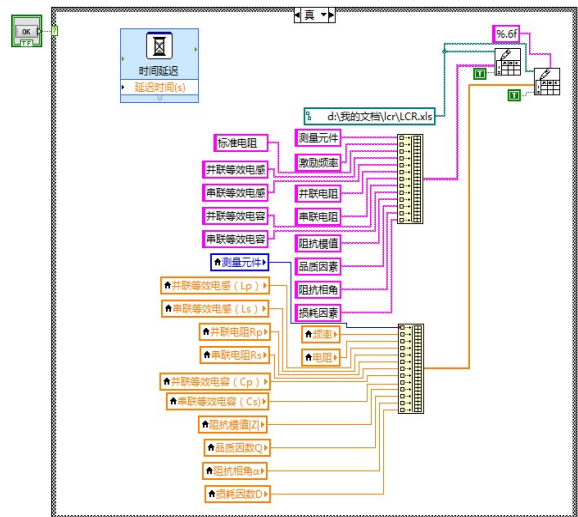 真
OK
TF
?
时间延迟
延迟时间(s)
%.6f
T
T
d:\我的文档\lcr\LCR.xls
标准电阻
测量元件
并联等效电感
激励频率
串联等效电感
并联电阻
并联等效电容
串联电阻
串联等效电容
阻抗模值
测量元件
品质因素
并联等效电感（Lp）
阻抗相角
串联等效电感（Ls）
损耗因素
并联电阻Rp
频率
串联电阻Rs
电阻
并联等效电容（Cp）
串联等效电容（Cs)
阻抗模值|Z|
品质因数Q
阻抗相角α
损耗因数D